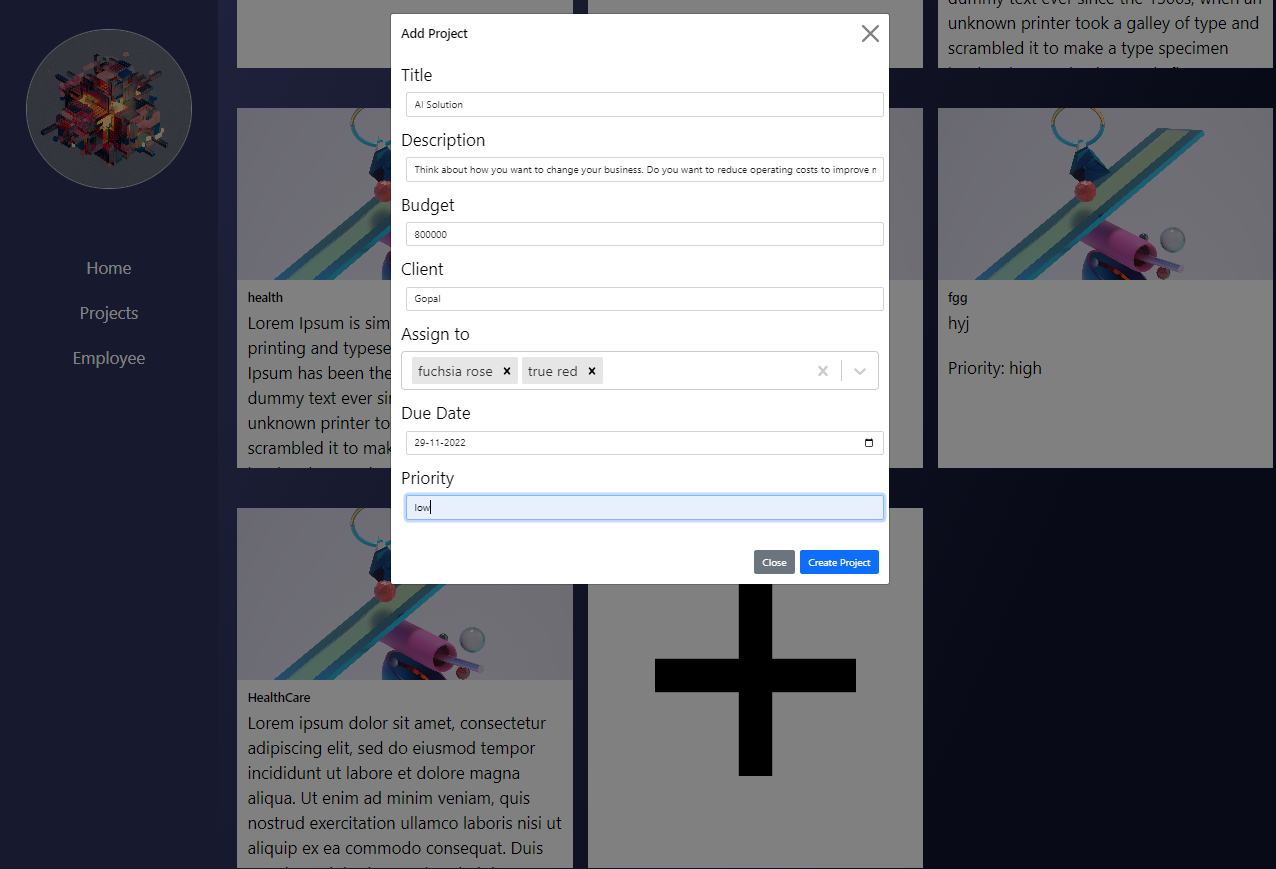 Home
Projects
Employee
dummy text ever since the 1500s, when an
unknown printer took a galley of type and
scrambled it to make a type specimen
Add Project
Title
AI Solution
Description
Think about how you want to change your business. Do you want to reduce operating costs to improve
Budget
800000
Client
Gopal
Assign to
fuchsia rose
true red
Due Date
29-11-2022
Priority
low
Close
Create Project
health
Lorem Ipsum is sim
printing and typese
Ipsum has been the
dummy text ever si
unknown printer to
scrambled it to mak
fgg
hyj
Priority: high
HealthCare
Lorem ipsum dolor sit amet, consectetur
adipiscing elit, sed do eiusmod tempor
incididunt ut labore et dolore magna
aliqua. Ut enim ad minim veniam, quis
nostrud exercitation ullamco laboris nisi ut
aliquip ex ea commodo consequat. Duis